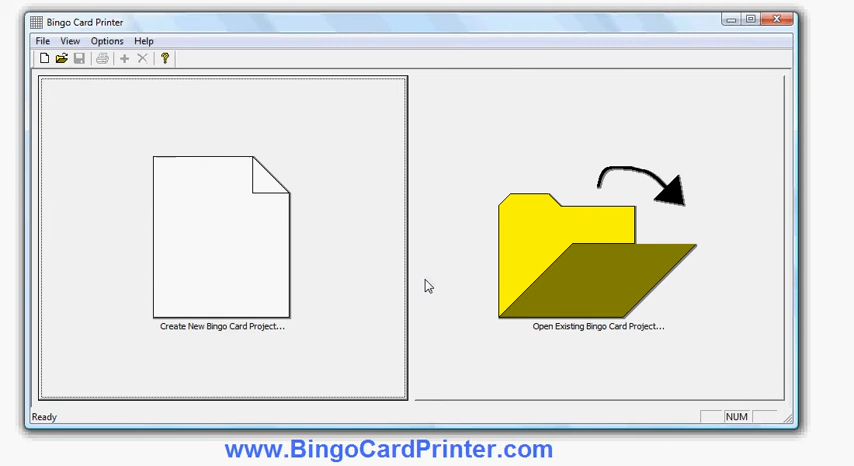 Bingo Card Printer
File View Options Help
Create New Bingo Card Project...
Open Existing Bingo Card Project...
Ready
NUM
www.BingoCardPrinter.com